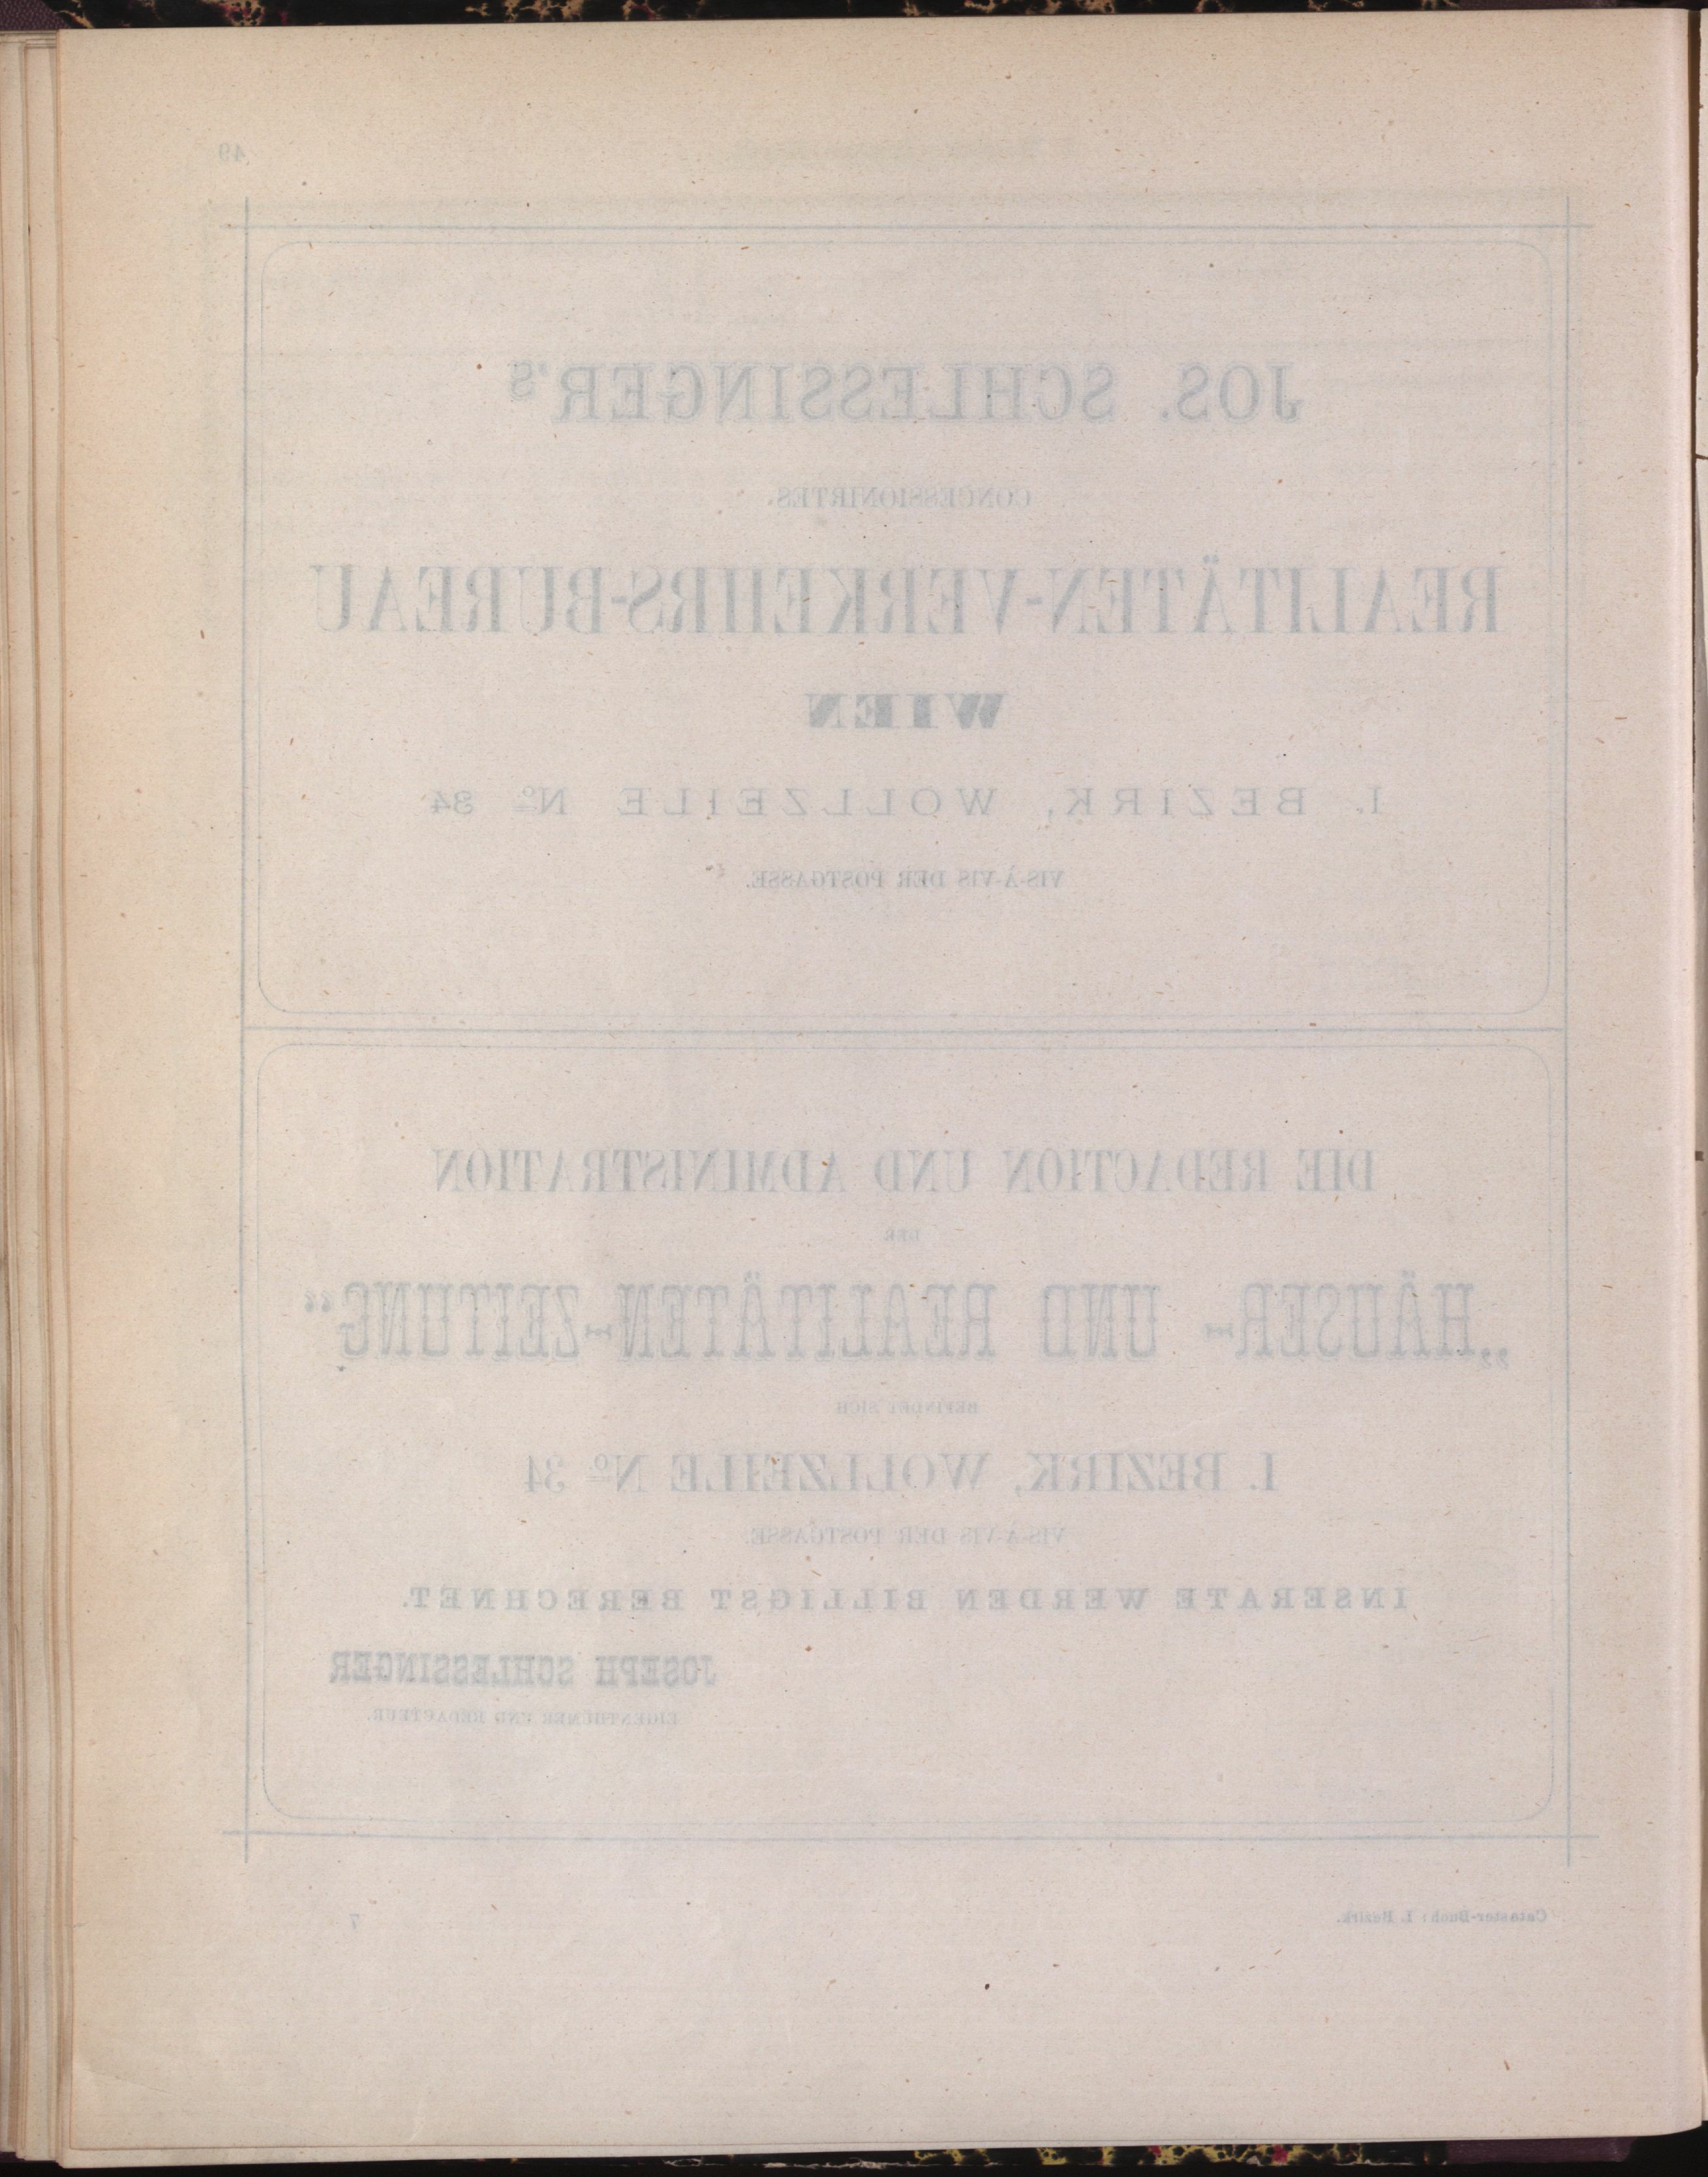 49
JOS. SCHLESSINGER's
CONCESSIONIRTES
REALITÄTEN-VERKEHRS-BUREAU
WIEN
I. BEZIRK, WOLLZEILE Nº 34
VIS-À-VIS DER POSTGASSE.
DIE REDACTION UND ADMINISTRATION
DER
„HÄUSER- UND REALITÄTEN-ZEITUNG“
BEFINDET SICH
I. BEZIRK, WOLLZEILE Nº 34
VIS-À-VIS DER POSTGASSE.
INSERATE WERDEN BILLIGST BERECHNET.
JOSEPH SCHLESSINGER
EIGENTHÜMER UND REDACTEUR.
Cataster-Buch: I. Bezirk.
7